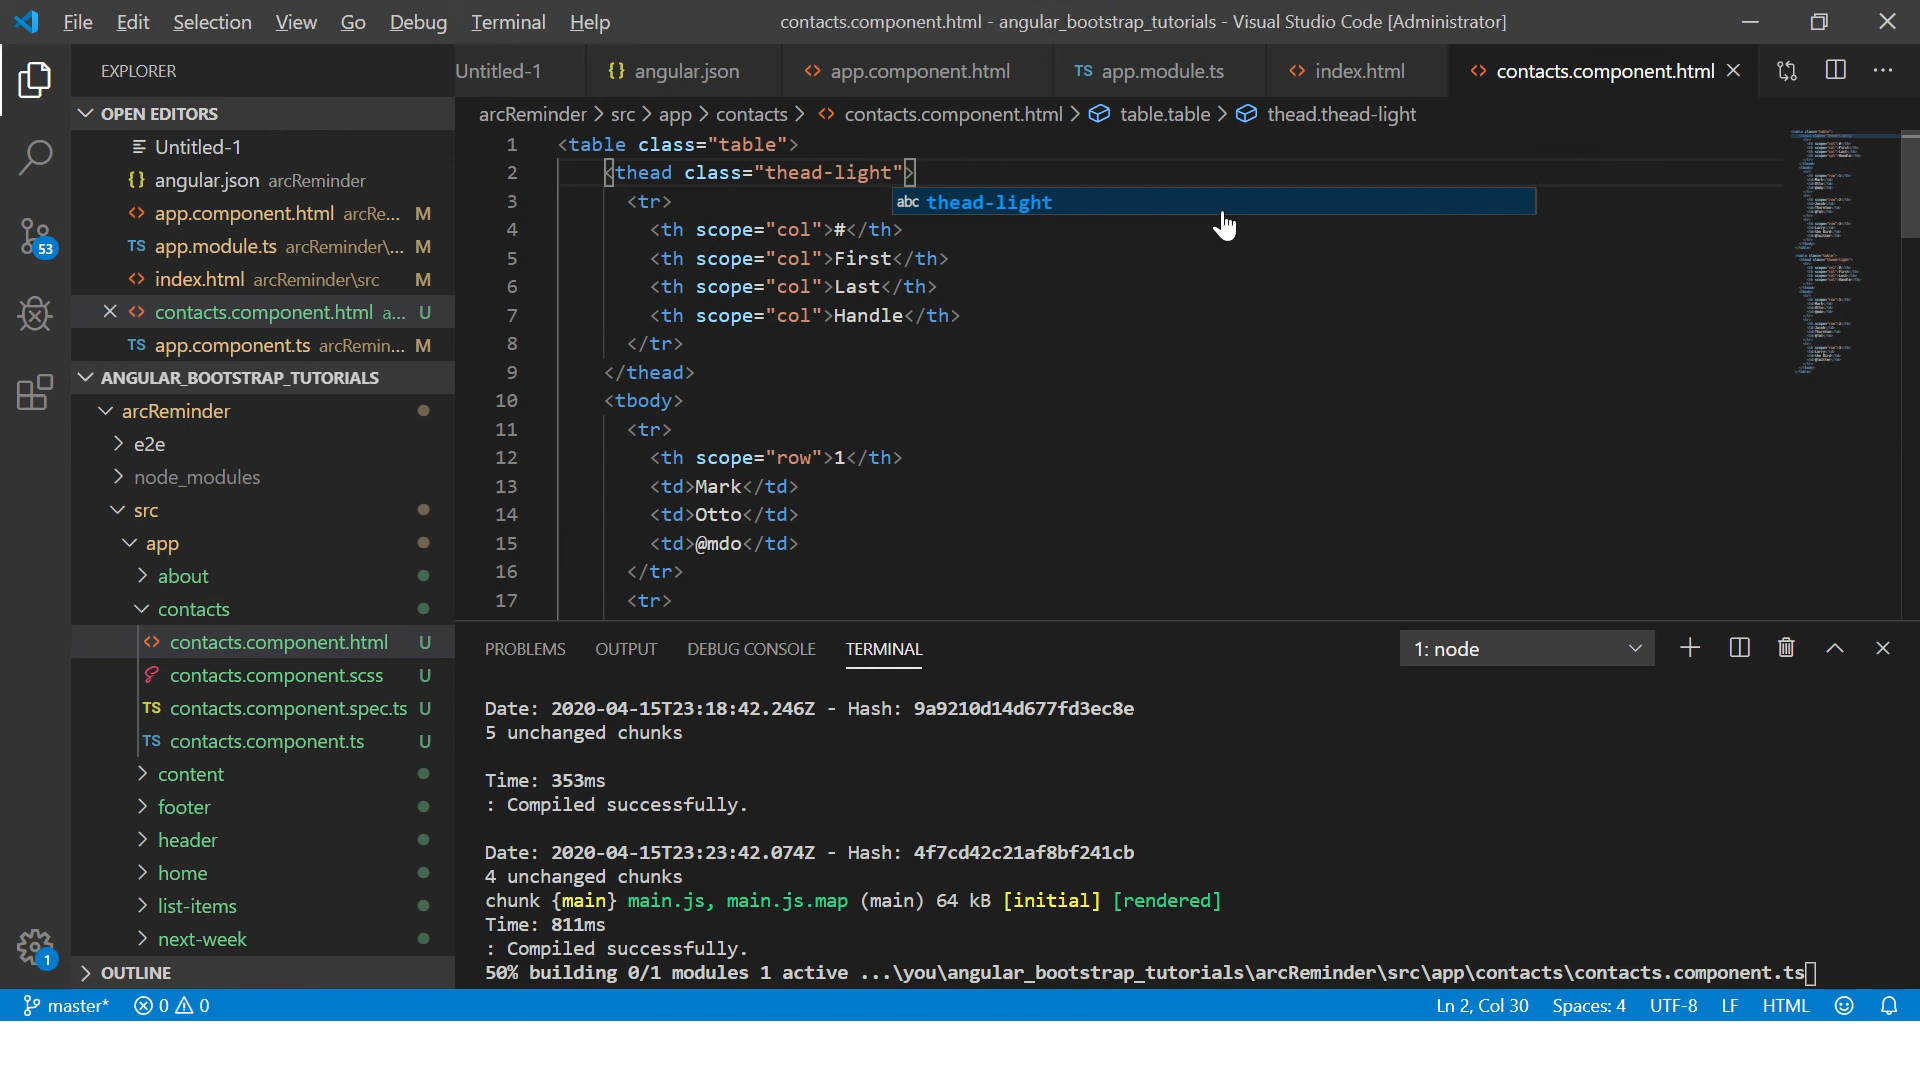 File Edit Selection View Go Debug Terminal Help contacts.component.html - angular_bootstrap_tutorials - Visual Studio Code [Administrator]
EXPLORER
Untitled-1 {} angular.json <> app.component.html TS app.module.ts <> index.html <> contacts.component.html
OPEN EDITORS
Untitled-1
{} angular.json arcReminder
<> app.component.html arcRe... M
TS app.module.ts arcReminder\... M
<> index.html arcReminder\src M
<> contacts.component.html a... U
TS app.component.ts arcRemin... M
ANGULAR_BOOTSTRAP_TUTORIALS
arcReminder
e2e
node_modules
src
app
about
contacts
<> contacts.component.html U
contacts.component.scss U
TS contacts.component.spec.ts U
TS contacts.component.ts U
content
footer
header
home
list-items
next-week
OUTLINE
53
1
arcReminder > src > app > contacts > <> contacts.component.html > table.table > thead.thead-light
1 <table class="table">
2 <thead class="thead-light">
abc thead-light
3 <tr>
4 <th scope="col">#</th>
5 <th scope="col">First</th>
6 <th scope="col">Last</th>
7 <th scope="col">Handle</th>
8 </tr>
9 </thead>
10 <tbody>
11 <tr>
12 <th scope="row">1</th>
13 <td>Mark</td>
14 <td>Otto</td>
15 <td>@mdo</td>
16 </tr>
17 <tr>
PROBLEMS OUTPUT DEBUG CONSOLE TERMINAL 1: node
Date: 2020-04-15T23:18:42.246Z - Hash: 9a9210d14d677fd3ec8e
5 unchanged chunks
Time: 353ms
: Compiled successfully.
Date: 2020-04-15T23:23:42.074Z - Hash: 4f7cd42c21af8bf241cb
4 unchanged chunks
chunk {main} main.js, main.js.map (main) 64 kB [initial] [rendered]
Time: 811ms
: Compiled successfully.
50% building 0/1 modules 1 active ...\you\angular_bootstrap_tutorials\arcReminder\src\app\contacts\contacts.component.ts
master* 0 0 Ln 2, Col 30 Spaces: 4 UTF-8 LF HTML